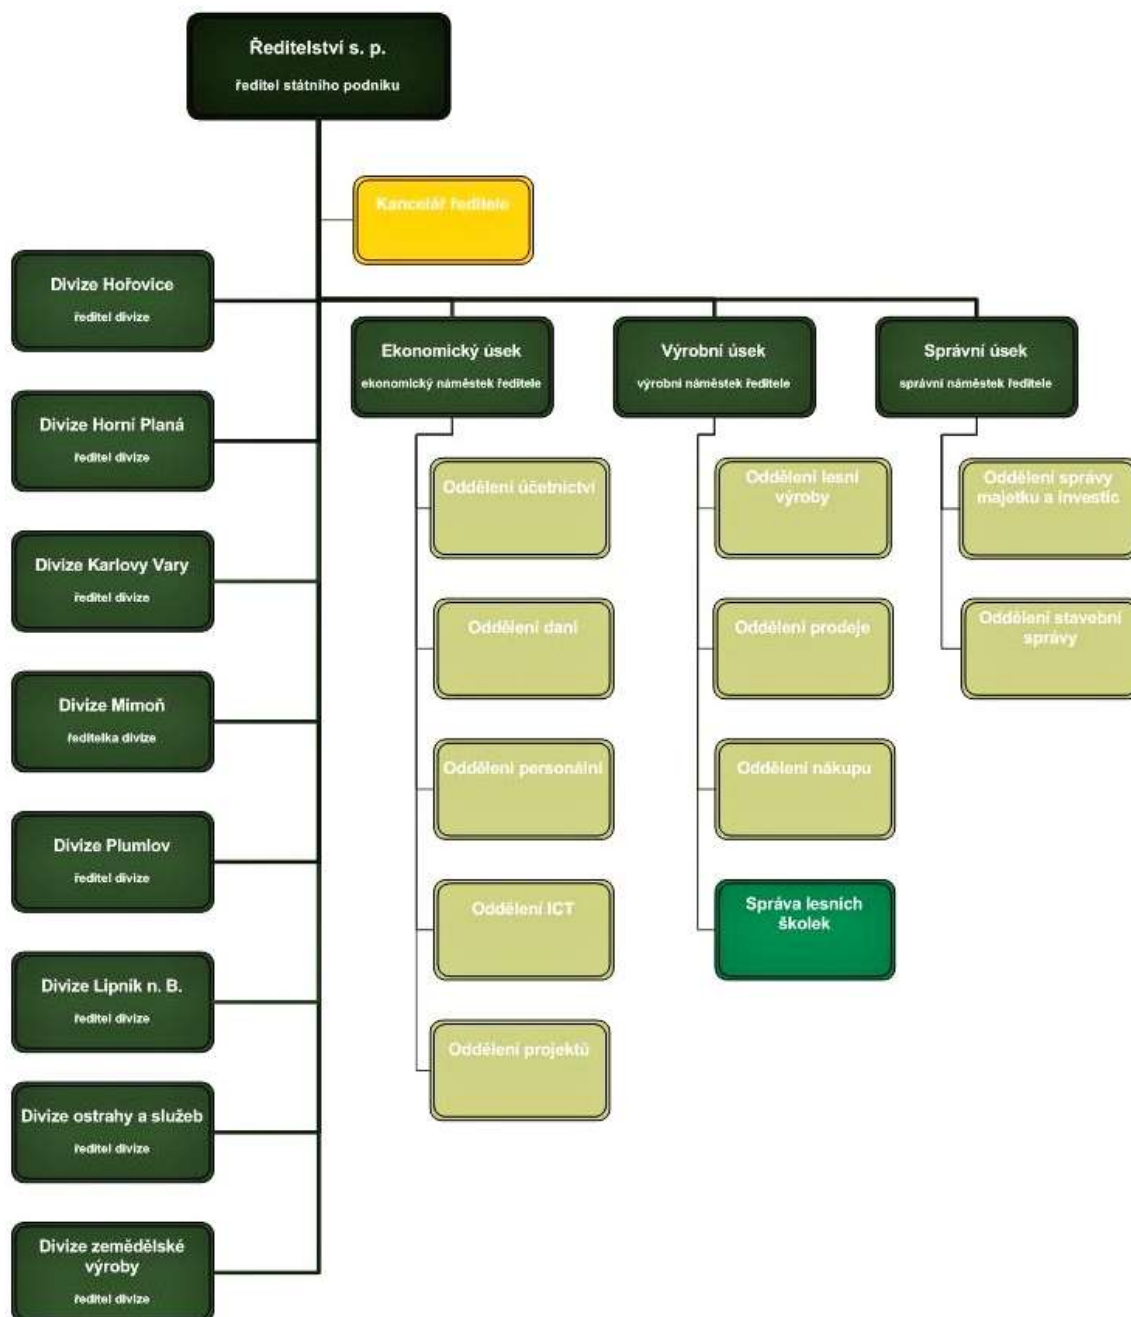 Ředitelství s. p.
ředitel státního podniku
Kancelář ředitele
Divize Hořovice
ředitel divize
Divize Horní Planá
ředitel divize
Divize Karlovy Vary
ředitel divize
Divize Mimoň
ředitelka divize
Divize Plumlov
ředitel divize
Divize Lipník n. B.
ředitel divize
Divize ostrahy a služeb
ředitel divize
Divize zemědělské
výroby
ředitel divize
Ekonomický úsek
ekonomický náměstek ředitele
Oddělení účetnictví
Oddělení daní
Oddělení personální
Oddělení ICT
Oddělení projektů
Výrobní úsek
výrobní náměstek ředitele
Oddělení lesní
výroby
Oddělení prodeje
Oddělení nákupu
Správa lesních
školek
Správní úsek
správní náměstek ředitele
Oddělení správy
majetku a investic
Oddělení stavební
správy